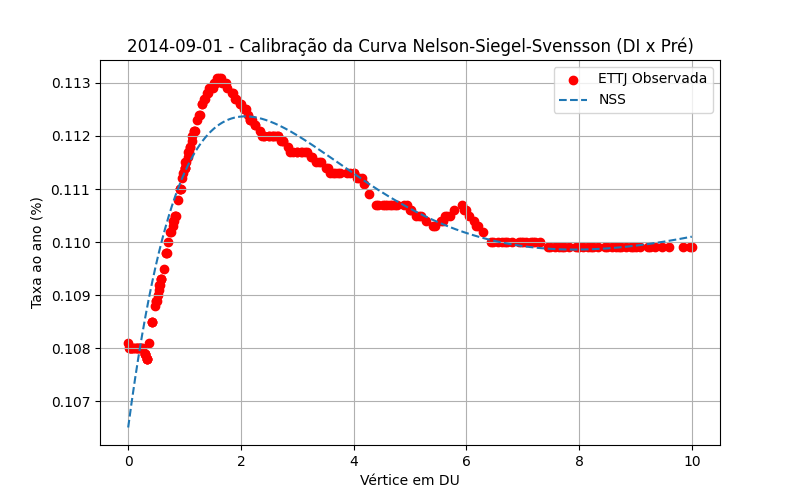 2014-09-01 - Calibração da Curva Nelson-Siegel-Svensson (DI x Pré)
ETTJ Observada
NSS
Taxa ao ano (%)
0.113
0.112
0.111
0.110
0.109
0.108
0.107
0 2 4 6 8 10
Vértice em DU